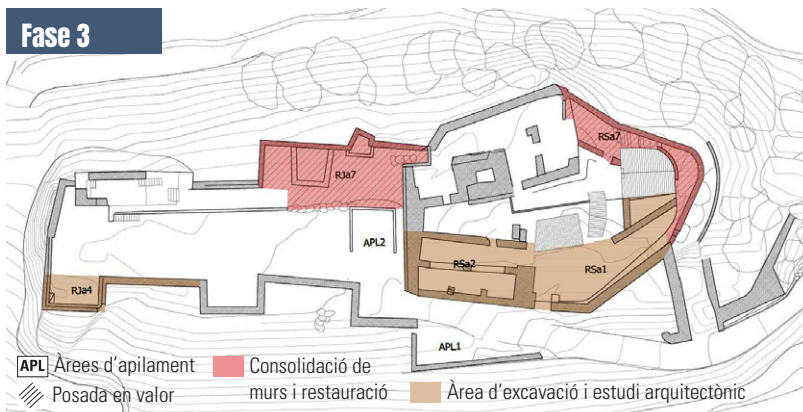 Fase 3
RSa7
RJa7
APL2
RSa2
RSa1
RJa4
APL1
APL Àrees d'apilament
Consolidació de
murs i restauració
Posada en valor
Àrea d'excavació i estudi arquitectònic